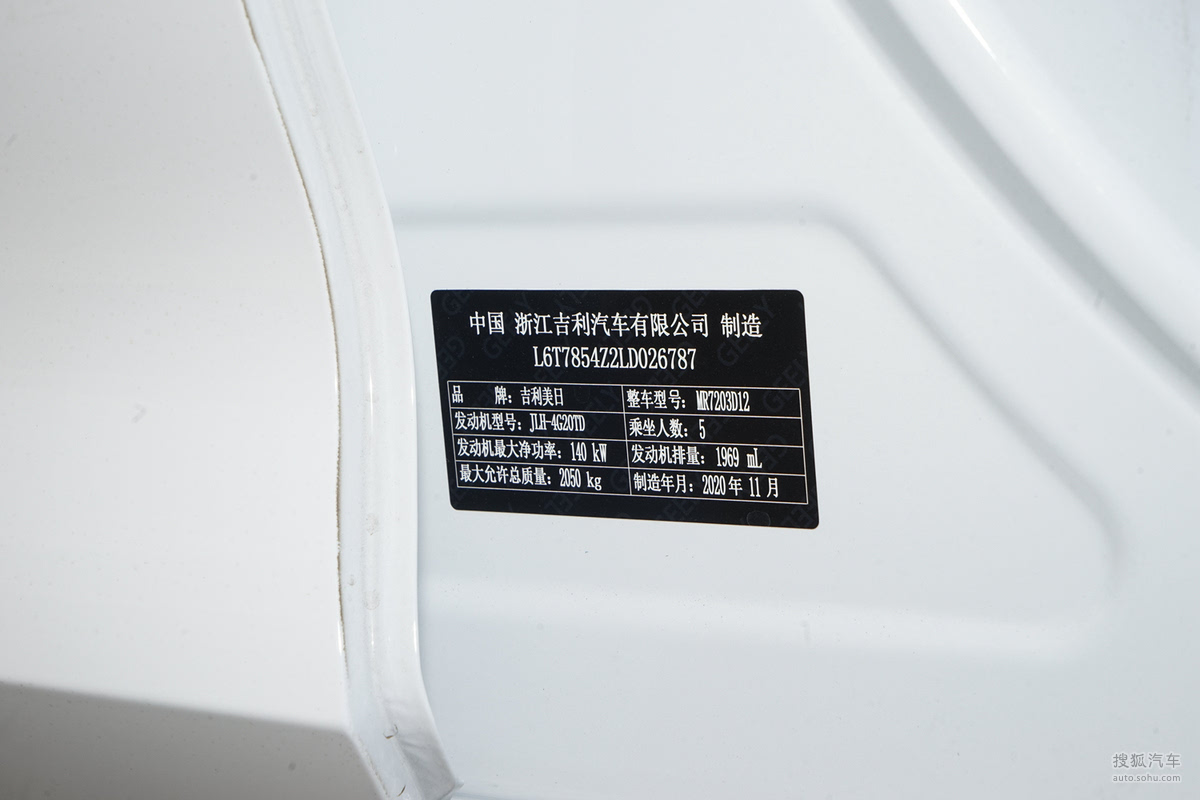 中国 浙江吉利汽车有限公司 制造
L6T7854Z2LD026787
品 牌：吉利美日 整车型号：MR7203D12
发动机型号：JLH-4G20TD 乘坐人数：5
发动机最大净功率：140 kW 发动机排量：1969 mL
最大允许总质量：2050 kg 制造年月：2020 年 11 月
搜狐汽车
auto.sohu.com